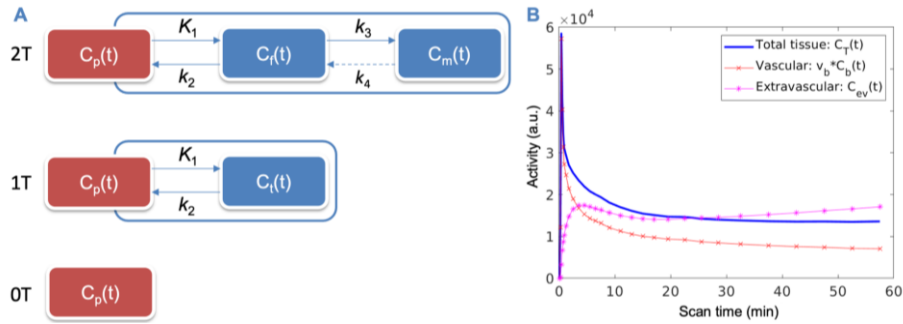 A
2T
Cp(t)
K1
k2
Cf(t)
k3
k4
Cm(t)
1T
Cp(t)
K1
k2
Ct(t)
0T
Cp(t)
B
×10⁴
Activity (a.u.)
6
5
4
3
2
1
0
Total tissue: CT(t)
Vascular: vb*Cb(t)
Extravascular: Cev(t)
0 10 20 30 40 50 60
Scan time (min)